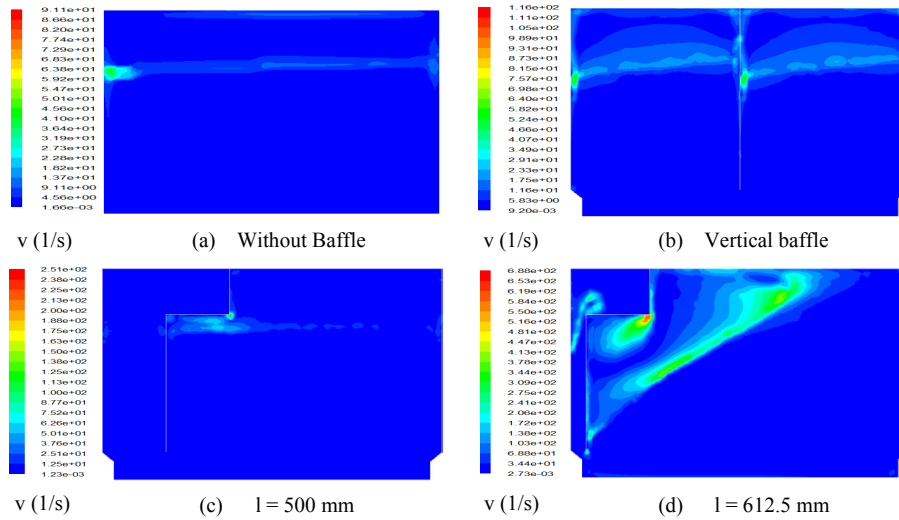 9.11e+01
8.66e+01
8.20e+01
7.74e+01
7.29e+01
6.83e+01
6.38e+01
5.92e+01
5.47e+01
5.01e+01
4.56e+01
4.10e+01
3.64e+01
3.19e+01
2.73e+01
2.28e+01
1.82e+01
1.37e+01
9.11e+00
4.56e+00
1.66e-03
v (1/s) (a) Without Baffle
1.16e+02
1.11e+02
1.05e+02
9.89e+01
9.31e+01
8.73e+01
8.15e+01
7.57e+01
6.98e+01
6.40e+01
5.82e+01
5.24e+01
4.66e+01
4.07e+01
3.49e+01
2.91e+01
2.33e+01
1.75e+01
1.16e+01
5.83e+00
9.20e-03
v (1/s) (b) Vertical baffle
2.51e+02
2.38e+02
2.25e+02
2.13e+02
2.00e+02
1.88e+02
1.75e+02
1.63e+02
1.50e+02
1.38e+02
1.25e+02
1.13e+02
1.00e+02
8.77e+01
7.52e+01
6.26e+01
5.01e+01
3.76e+01
2.51e+01
1.25e+01
1.23e-03
v (1/s) (c) l = 500 mm
6.88e+02
6.53e+02
6.19e+02
5.84e+02
5.50e+02
5.16e+02
4.81e+02
4.47e+02
4.13e+02
3.78e+02
3.44e+02
3.09e+02
2.75e+02
2.41e+02
2.06e+02
1.72e+02
1.38e+02
1.03e+02
6.88e+01
3.44e+01
2.73e-03
v (1/s) (d) l = 612.5 mm